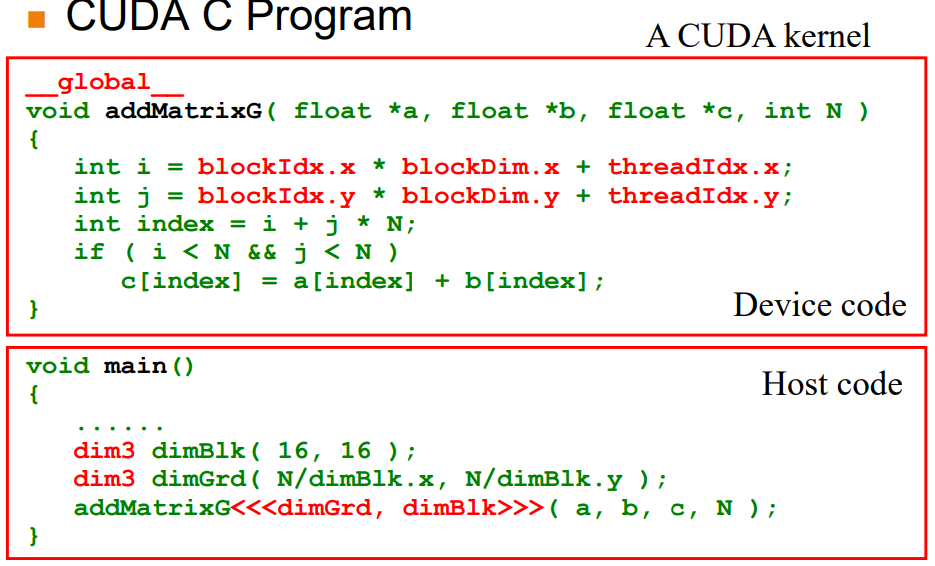 CUDA C Program
A CUDA kernel
__global__
void addMatrixG( float *a, float *b, float *c, int N )
{
   int i = blockIdx.x * blockDim.x + threadIdx.x;
   int j = blockIdx.y * blockDim.y + threadIdx.y;
   int index = i + j * N;
   if ( i < N && j < N )
      c[index] = a[index] + b[index];
}
Device code
void main()
{
Host code
   ......
   dim3 dimBlk( 16, 16 );
   dim3 dimGrd( N/dimBlk.x, N/dimBlk.y );
   addMatrixG<<<dimGrd, dimBlk>>>( a, b, c, N );
}